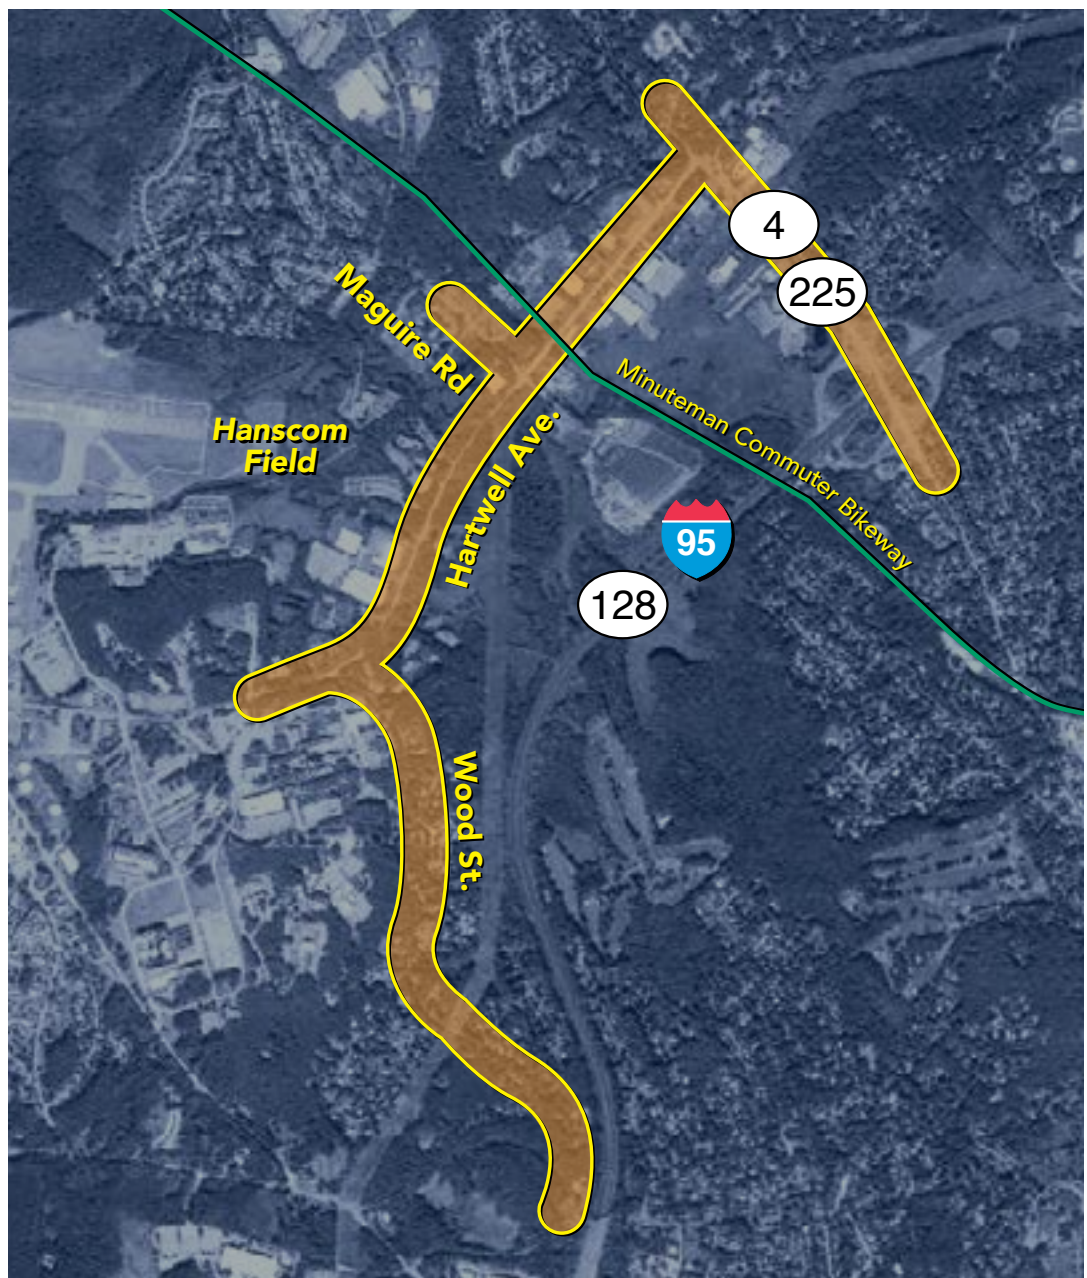 4
225
Maguire Rd
Minuteman Commuter Bikeway
Hanscom
Field
Hartwell Ave.
95
128
Wood St.